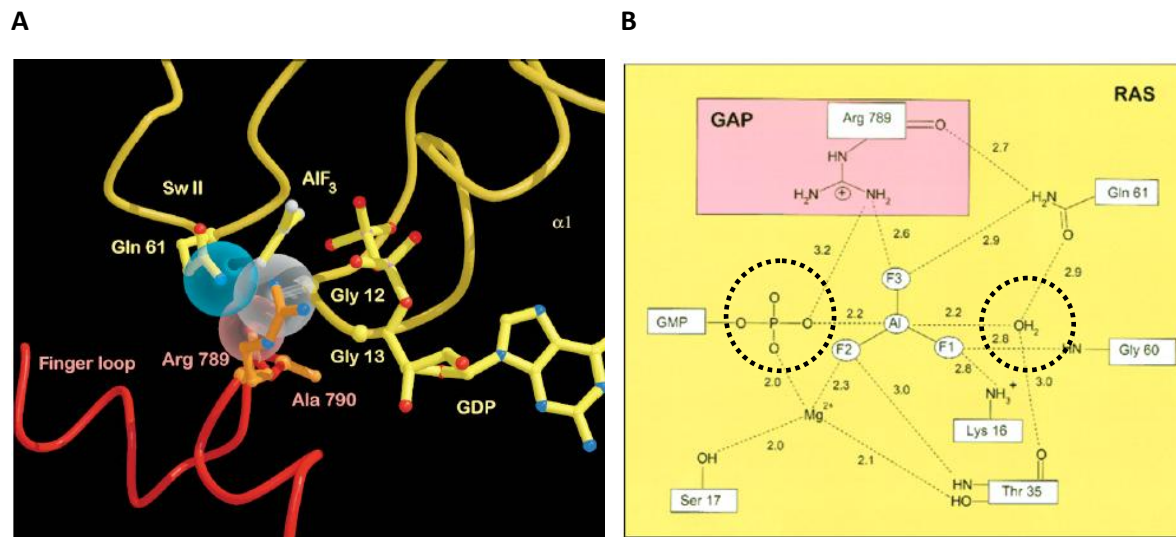 A
Sw II
AlF3
α1
Gln 61
Gly 12
Arg 789
Gly 13
Finger loop
Ala 790
GDP
B
RAS
GAP
Arg 789
O
HN
2.7
H2N
+
NH2
H2N
Gln 61
3.2
2.6
2.9
O
2.9
F3
O
GMP
O
P
O
2.2
Al
2.2
OH2
O
F2
F1
2.8
HN
Gly 60
2.0
2.3
3.0
2.8
3.0
NH3+
Mg2+
Lys 16
2.0
2.1
O
OH
HN
Thr 35
Ser 17
HO